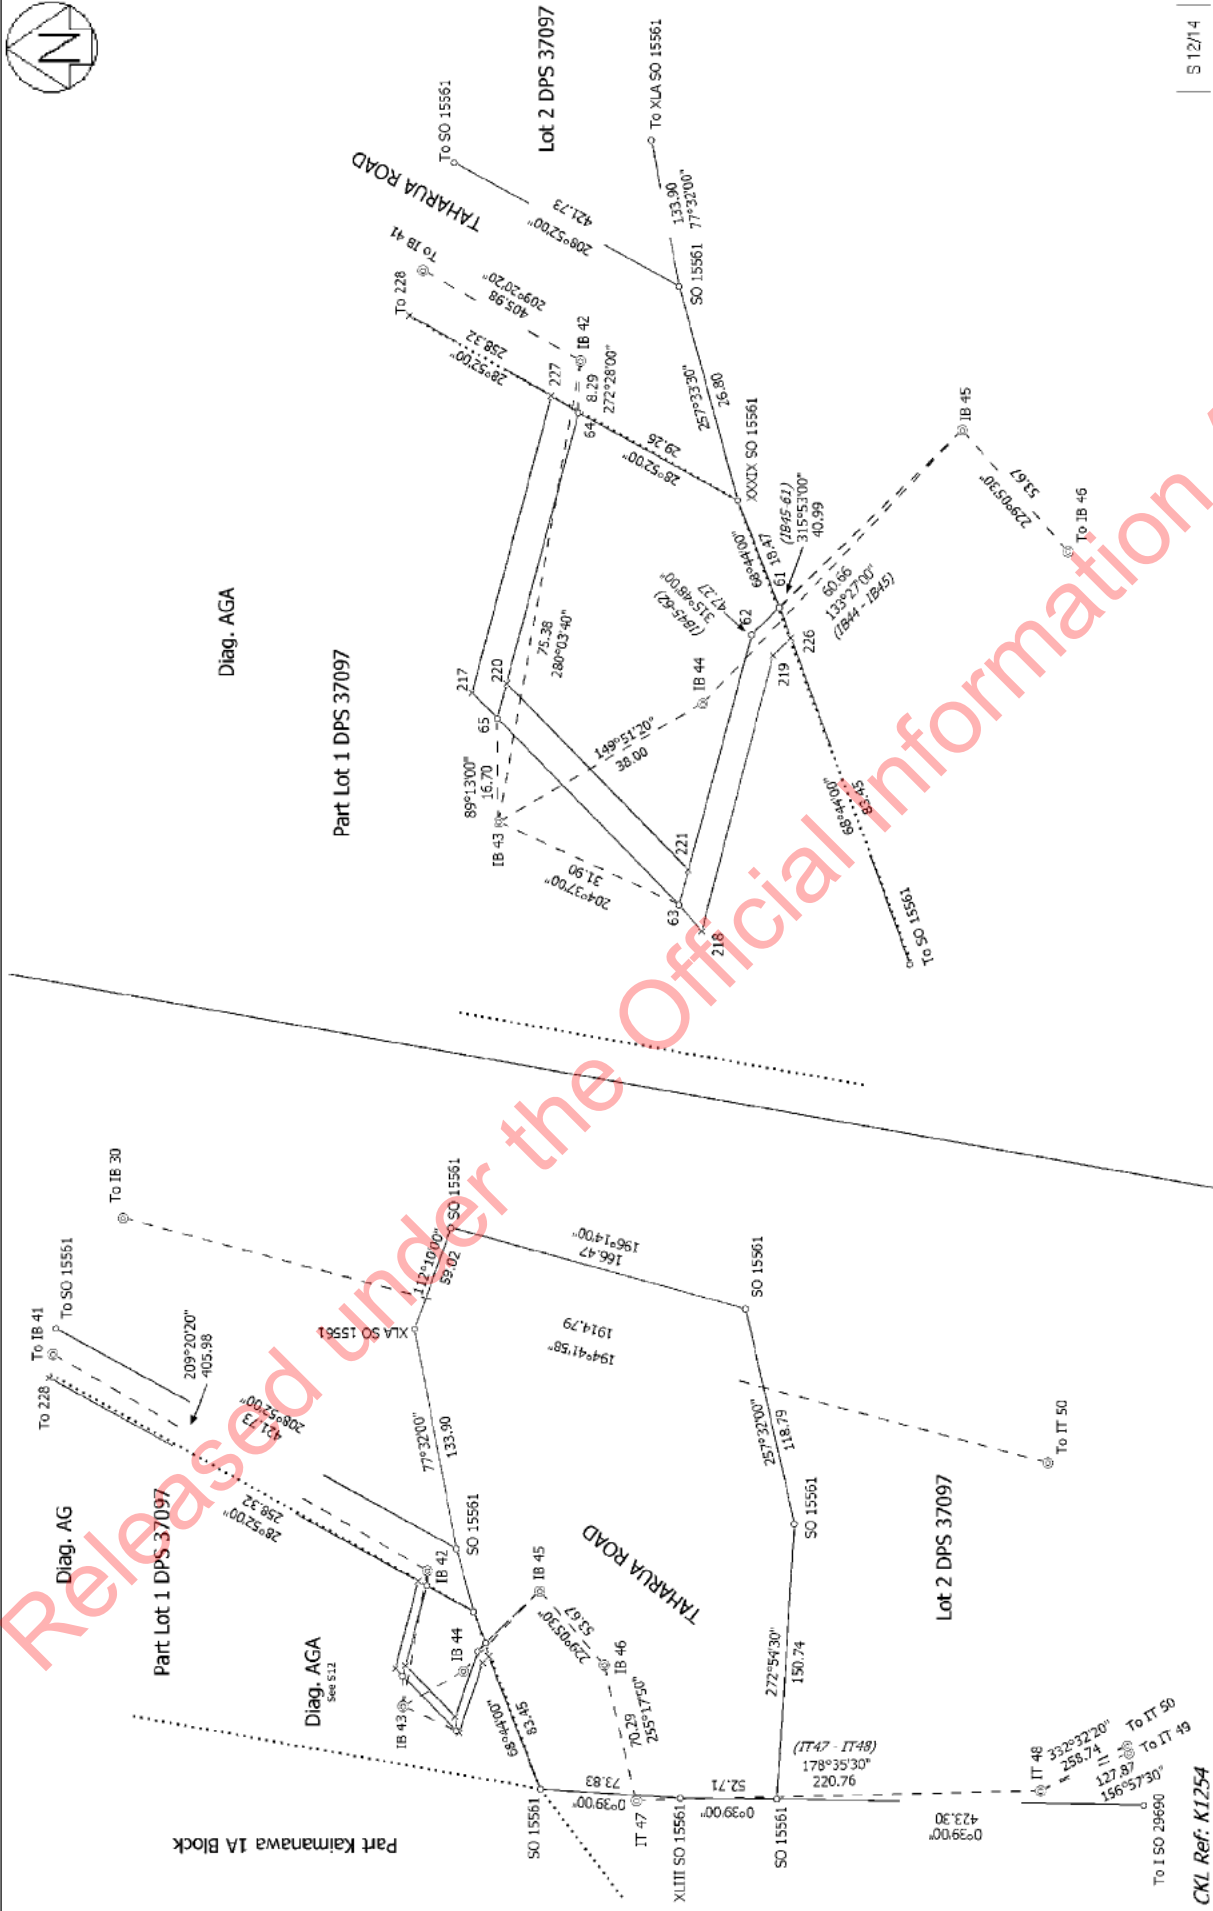 N
S 12/14
Diag. AG
Part Lot 1 DPS 37097
Diag. AGA
See S12
Part Kaimanawa 1A Block
To 228
To IB 41
To SO 15561
To IB 30
209°20'20"
405.98
421.73
208°52'00"
258.32
28°52'00"
XLA SO 15561
112°10'00"
59.02
SO 15561
77°32'00"
133.90
SO 15561
166.47
196°14'00"
194°41'58"
1914.79
SO 15561
257°32'00"
118.79
SO 15561
To IT 50
Lot 2 DPS 37097
TAHARUA ROAD
IB 42
IB 43
IB 44
IB 45
229°05'30"
53.67
IB 46
68°44'00"
83.45
70.29
255°17'50"
272°54'30"
150.74
SO 15561
73.83
0°39'00"
IT 47
XLIII SO 15561
52.71
0°39'00"
SO 15561
(IT47 - IT48)
178°35'30"
220.76
IT 48
332°32'20"
258.74
To IT 50
127.87
156°57'30"
To IT 49
423.30
0°39'00"
To I SO 29690
CKL Ref: K1254
Diag. AGA
Part Lot 1 DPS 37097
Lot 2 DPS 37097
TAHARUA ROAD
To SO 15561
To XLA SO 15561
421.73
208°52'00"
133.90
77°32'00"
SO 15561
To IB 41
405.98
209°20'20"
To 228
258.32
28°52'00"
227
IB 42
8.29
272°28'00"
64
29.26
28°52'00"
257°33'30"
26.80
XXXIX SO 15561
217
220
65
75.38
280°03'40"
89°13'00"
16.70
IB 43
204°37'00"
31.90
149°51'20"
38.00
IB 44
(IB45-62)
315°48'00"
47.27
62
68°44'00"
18.47
61
(IB45-61)
315°53'00"
40.99
60.66
133°27'00"
(IB44 - IB45)
226
219
221
63
218
IB 45
229°05'30"
53.67
To IB 46
68°44'00"
83.45
To SO 15561
Released under the Official Information